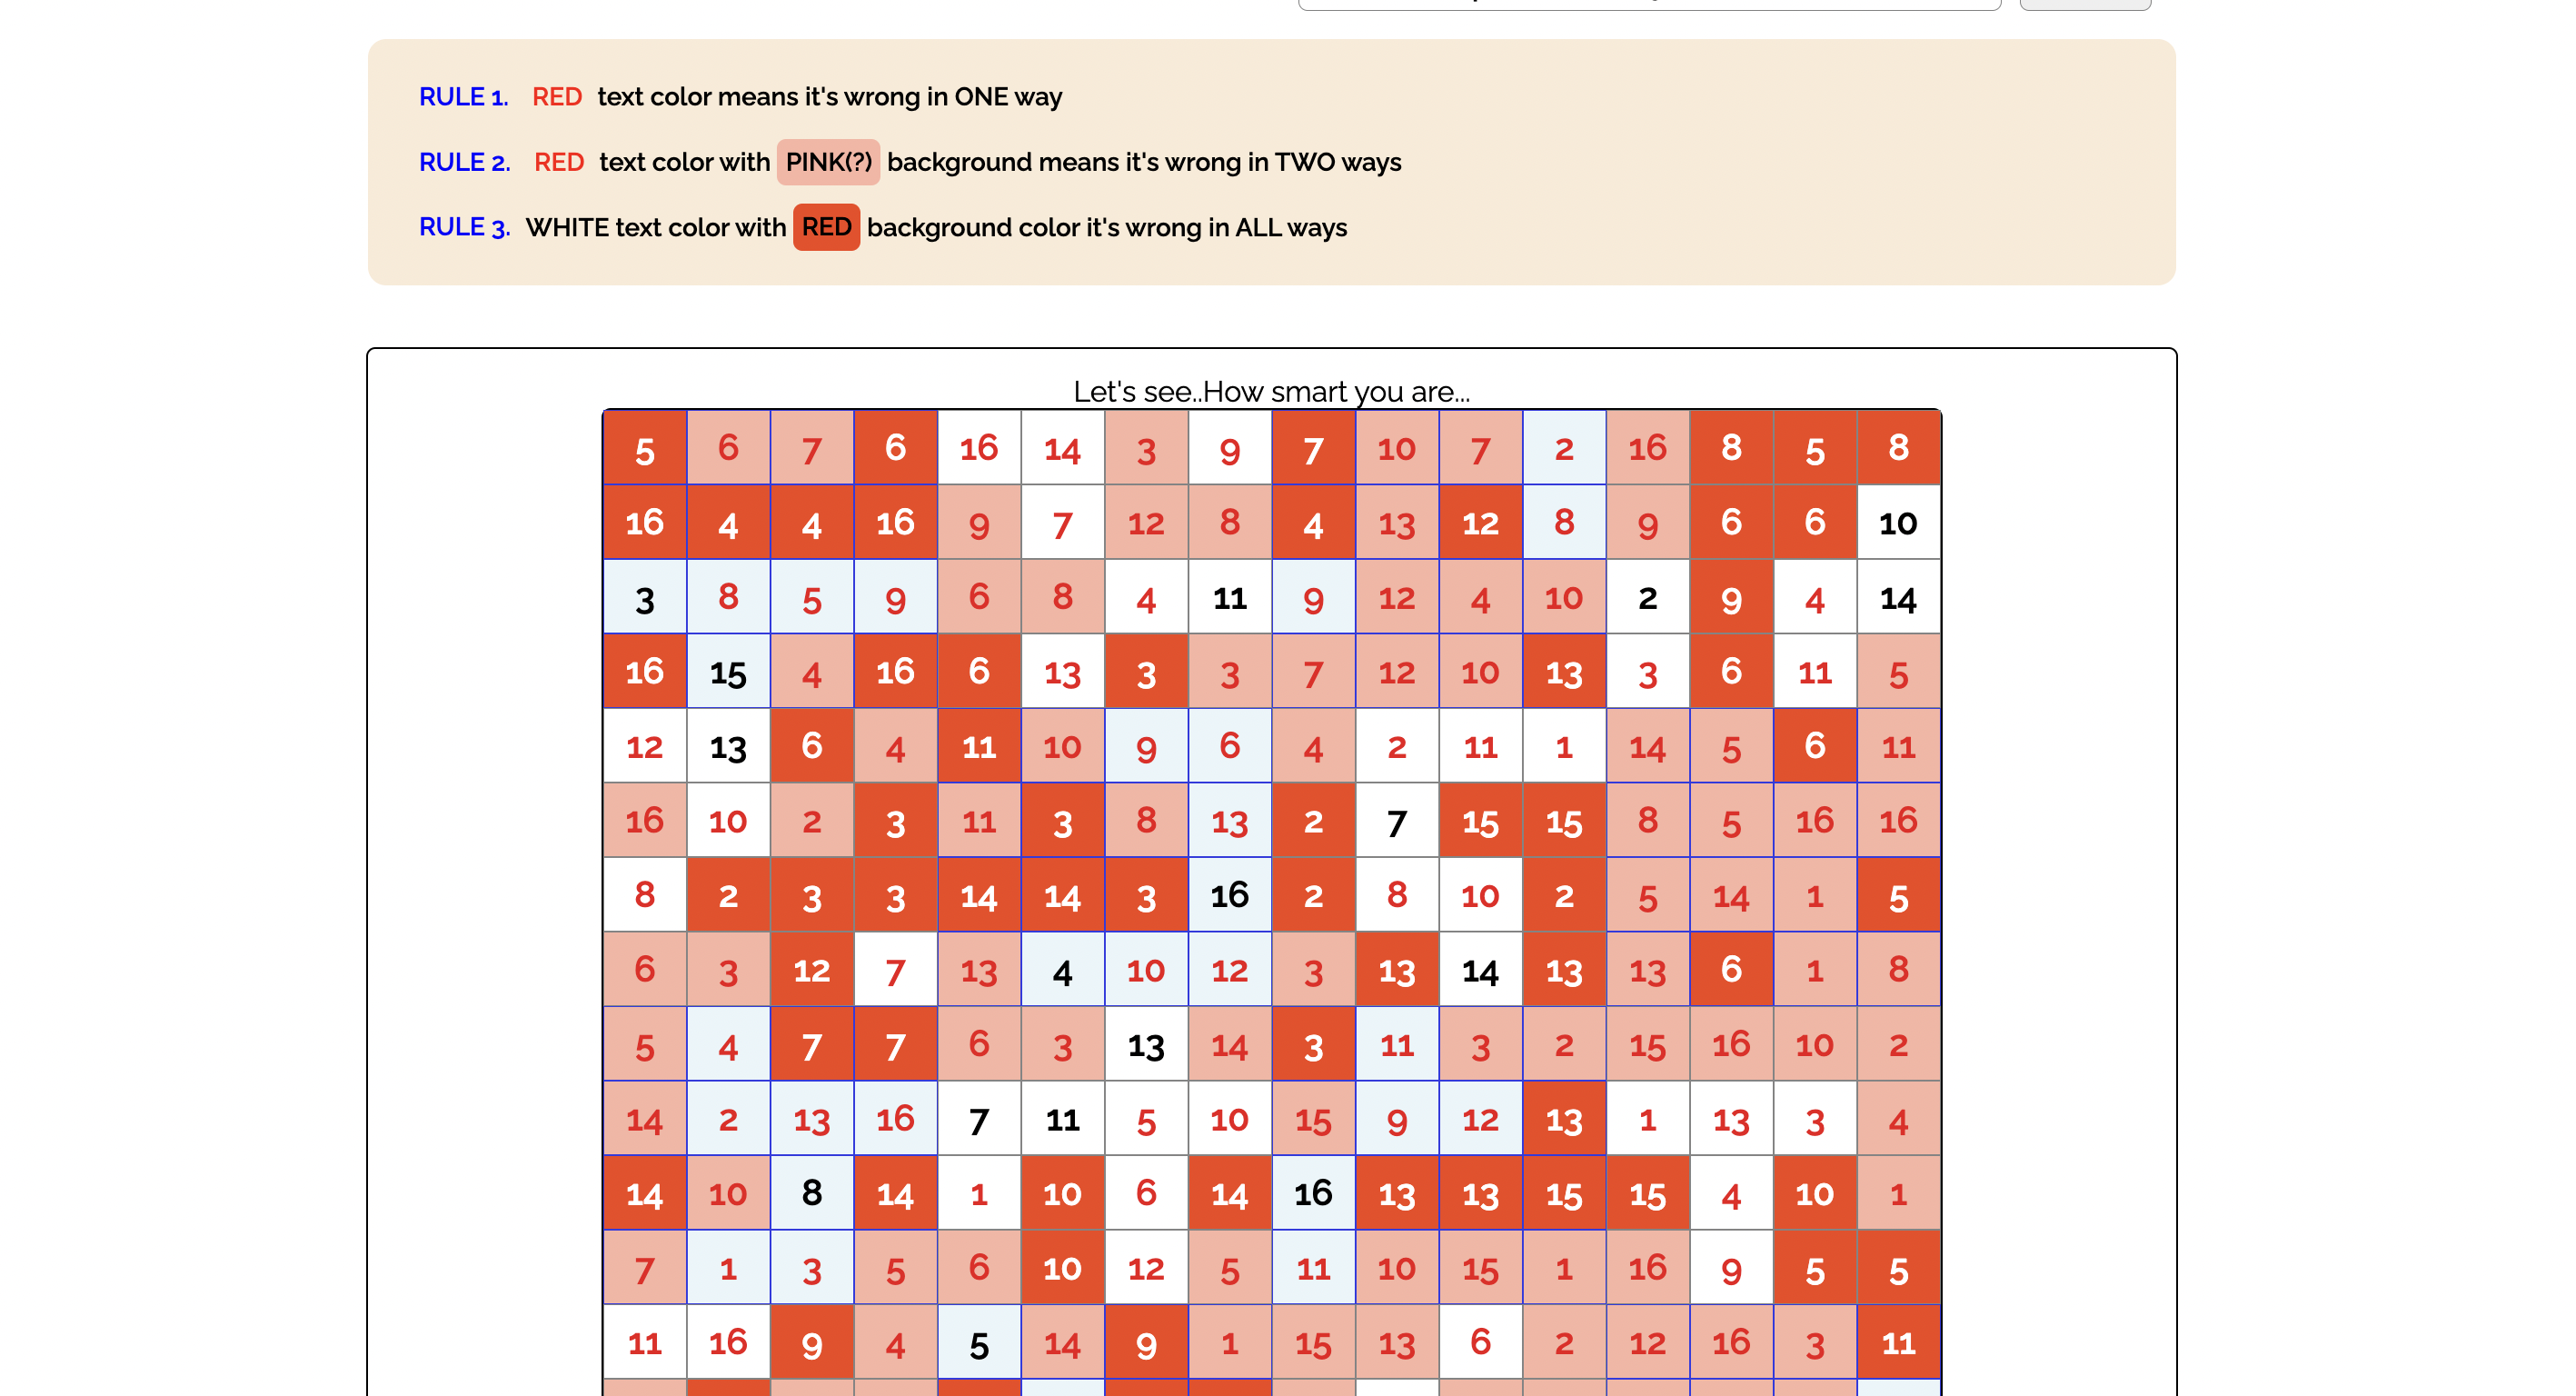 RULE 1. RED text color means it's wrong in ONE way
RULE 2. RED text color with PINK(?) background means it's wrong in TWO ways
RULE 3. WHITE text color with RED background color it's wrong in ALL ways
Let's see..How smart you are...
5 6 7 6 16 14 3 9 7 10 7 2 16 8 5 8
16 4 4 16 9 7 12 8 4 13 12 8 9 6 6 10
3 8 5 9 6 8 4 11 9 12 4 10 2 9 4 14
16 15 4 16 6 13 3 3 7 12 10 13 3 6 11 5
12 13 6 4 11 10 9 6 4 2 11 1 14 5 6 11
16 10 2 3 11 3 8 13 2 7 15 15 8 5 16 16
8 2 3 3 14 14 3 16 2 8 10 2 5 14 1 5
6 3 12 7 13 4 10 12 3 13 14 13 13 6 1 8
5 4 7 7 6 3 13 14 3 11 3 2 15 16 10 2
14 2 13 16 7 11 5 10 15 9 12 13 1 13 3 4
14 10 8 14 1 10 6 14 16 13 13 15 15 4 10 1
7 1 3 5 6 10 12 5 11 10 15 1 16 9 5 5
11 16 9 4 5 14 9 1 15 13 6 2 12 16 3 11